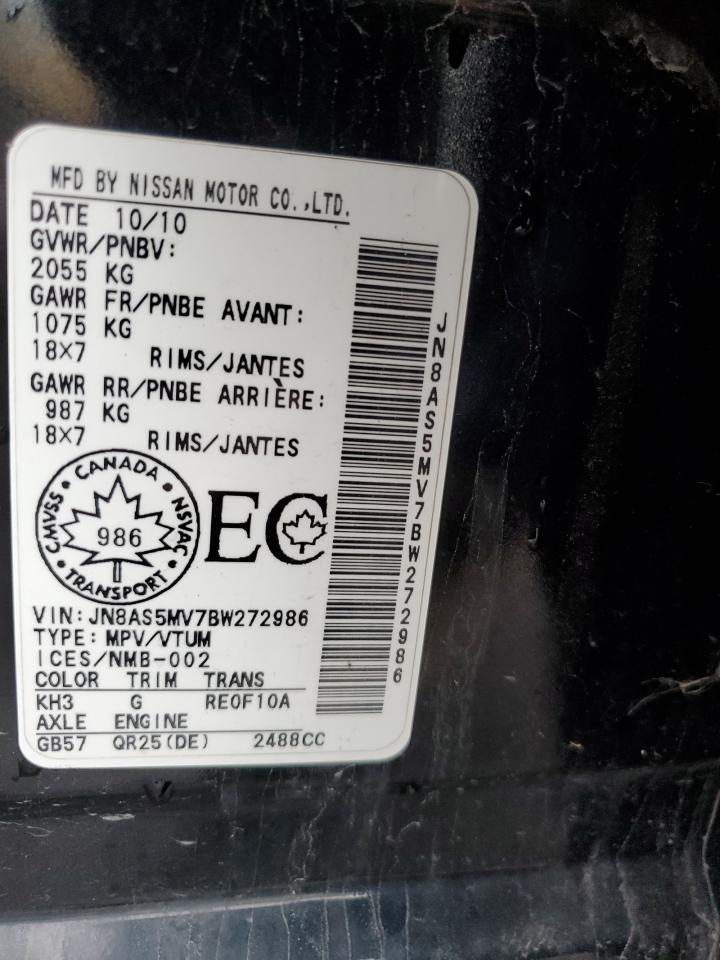 MFD BY NISSAN MOTOR CO.,LTD.
DATE 10/10
GVWR/PNBV:
2055 KG
GAWR FR/PNBE AVANT:
1075 KG
18X7 RIMS/JANTES
GAWR RR/PNBE ARRIÈRE:
987 KG
18X7 RIMS/JANTES
CANADA
CMVSS • NSVAC
986
TRANSPORT
EC
VIN:JN8AS5MV7BW272986
TYPE:MPV/VTUM
ICES/NMB-002
COLOR TRIM TRANS
KH3 G RE0F10A
AXLE ENGINE
GB57 QR25(DE) 2488CC
JN8AS5MV7BW272986